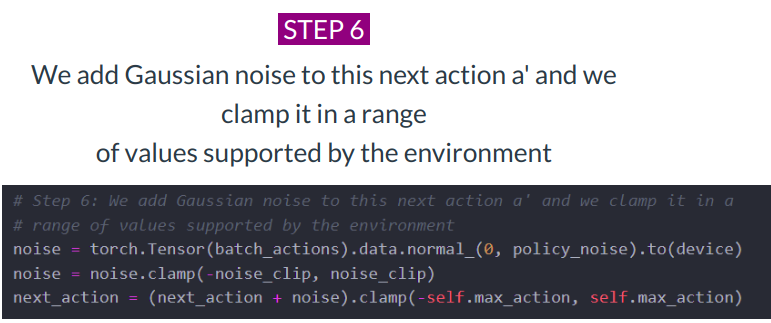 STEP 6
We add Gaussian noise to this next action a' and we
clamp it in a range
of values supported by the environment
# Step 6: We add Gaussian noise to this next action a' and we clamp it in a
# range of values supported by the environment
noise = torch.Tensor(batch_actions).data.normal_(0, policy_noise).to(device)
noise = noise.clamp(-noise_clip, noise_clip)
next_action = (next_action + noise).clamp(-self.max_action, self.max_action)